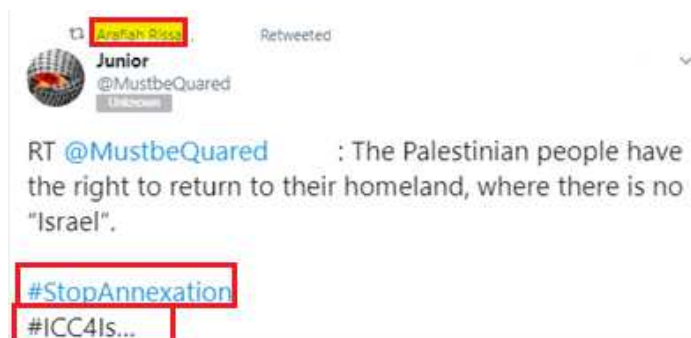 Arafiah Rissa Retweeted
Junior
@MustbeQuared
Unknown
RT @MustbeQuared : The Palestinian people have
the right to return to their homeland, where there is no
"Israel".
#StopAnnexation
#ICC4Is...